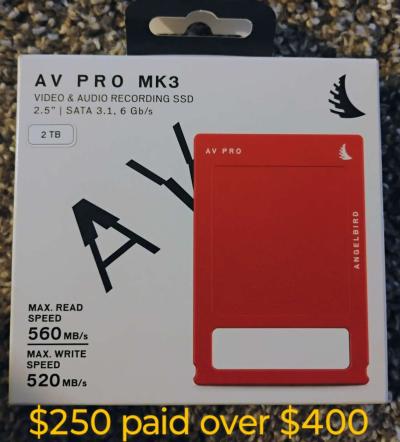 AV PRO MK3
VIDEO & AUDIO RECORDING SSD
2.5" | SATA 3.1, 6 Gb/s
2 TB
AV PRO
ANGELBIRD
AV
MAX. READ
SPEED
560 MB/s
MAX. WRITE
SPEED
520 MB/s
$250 paid over $400